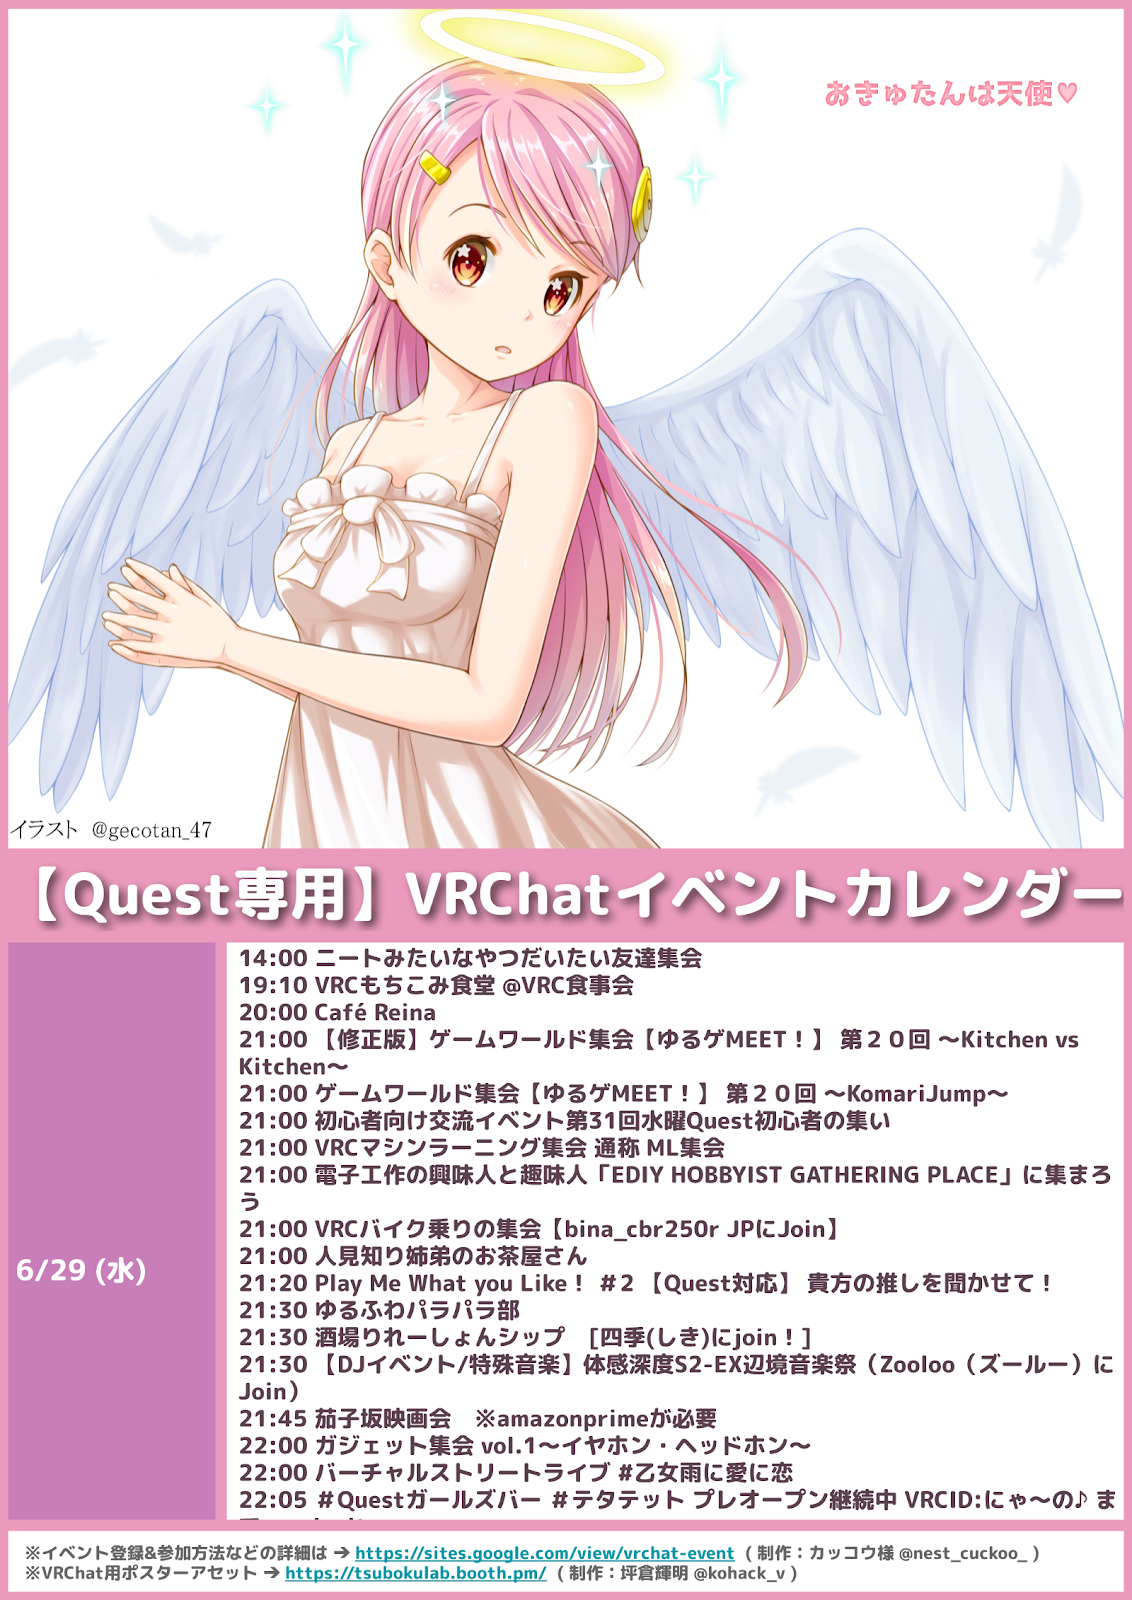 おきゅたんは天使♥
イラスト @gecotan_47
【Quest専用】VRChatイベントカレンダー
6/29 (水)
14:00 ニートみたいなやつだいたい友達集会
19:10 VRCもちこみ食堂 @VRC食事会
20:00 Café Reina
21:00 【修正版】ゲームワールド集会【ゆるゲMEET！】 第２０回 ～Kitchen vs
Kitchen～
21:00 ゲームワールド集会【ゆるゲMEET！】 第２０回 ～KomariJump～
21:00 初心者向け交流イベント第31回水曜Quest初心者の集い
21:00 VRCマシンラーニング集会 通称 ML集会
21:00 電子工作の興味人と趣味人「EDIY HOBBYIST GATHERING PLACE」に集まろ
う
21:00 VRCバイク乗りの集会【bina_cbr250r JPにJoin】
21:00 人見知り姉弟のお茶屋さん
21:20 Play Me What you Like！ #2 【Quest対応】 貴方の推しを聞かせて！
21:30 ゆるふわパラパラ部
21:30 酒場りれーしょんシップ　[四季(しき)にjoin！]
21:30 【DJイベント/特殊音楽】体感深度S2-EX辺境音楽祭（Zooloo（ズールー）に
Join）
21:45 茄子坂映画会　※amazonprimeが必要
22:00 ガジェット集会 vol.1～イヤホン・ヘッドホン～
22:00 バーチャルストリートライブ #乙女雨に愛に恋
22:05 ＃Questガールズバー ＃テタテット プレオープン継続中 VRCID:にゃ～の♪ ま
※イベント登録&参加方法などの詳細は ➔ https://sites.google.com/view/vrchat-event ( 制作：カッコウ様 @nest_cuckoo_ )
※VRChat用ポスターアセット ➔ https://tsubokulab.booth.pm/ ( 制作：坪倉輝明 @kohack_v )